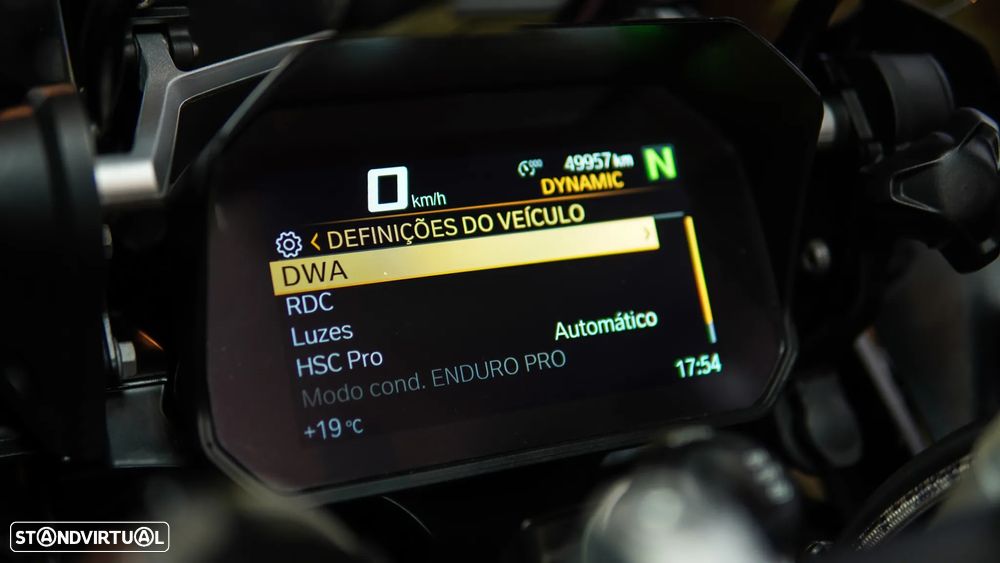 0 km/h
000 49957 km N
DYNAMIC
DEFINIÇÕES DO VEÍCULO
DWA
RDC
Luzes
HSC Pro Automático
Modo cond. ENDURO PRO
+19 °C 17:54
STANDVIRTUAL